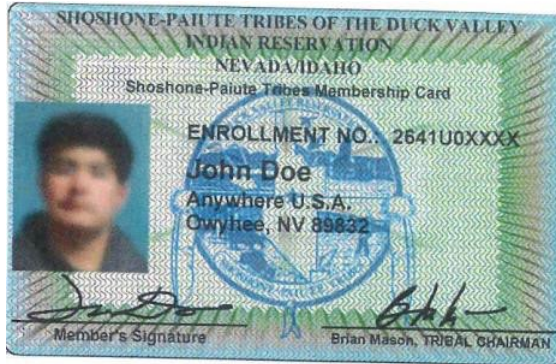 SHOSHONE-PAIUTE TRIBES OF THE DUCK VALLEY
INDIAN RESERVATION
NEVADA/IDAHO
Shoshone-Paiute Tribes Membership Card
ENROLLMENT NO.: 2641U0XXXX
John Doe
Anywhere U.S.A.
Owyhee, NV 89832
Member's Signature
Brian Mason, TRIBAL CHAIRMAN